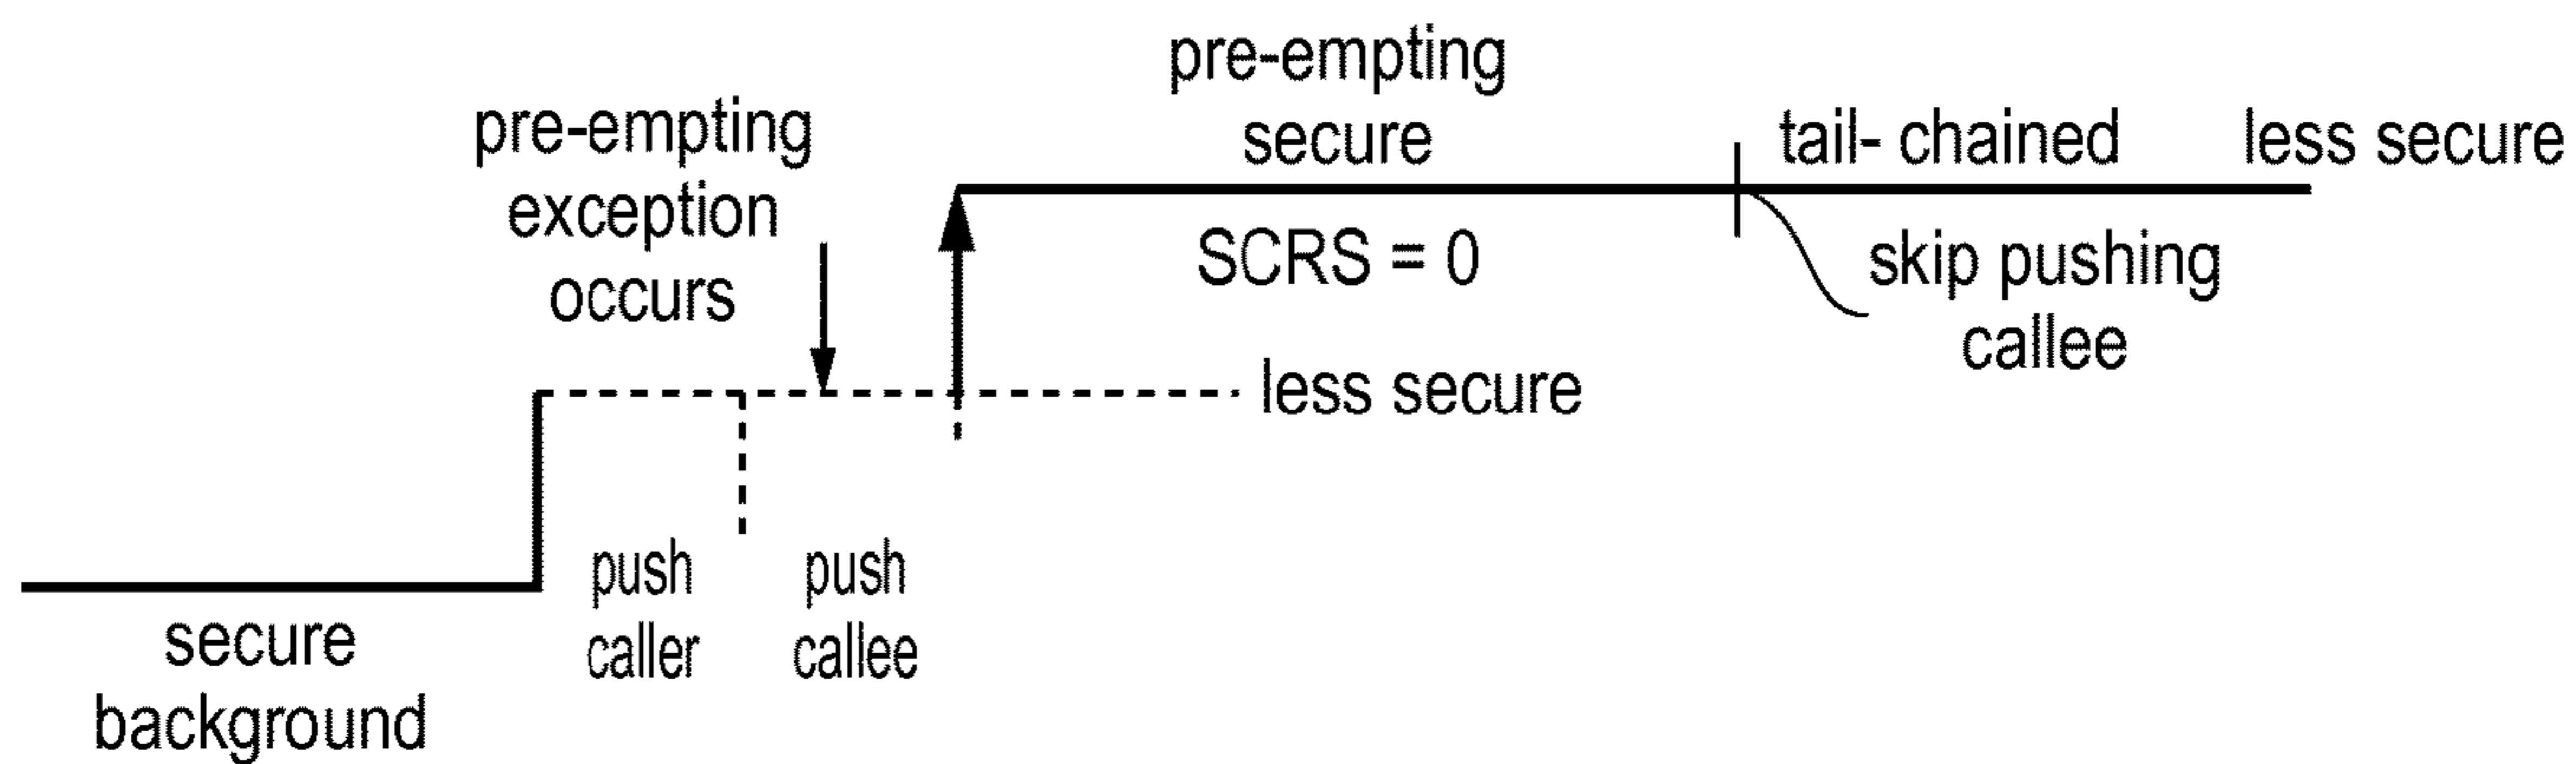 pre-empting
exception
occurs
pre-empting
secure
SCRS = 0
tail- chained
less secure
skip pushing
callee
less secure
push
caller
push
callee
secure
background